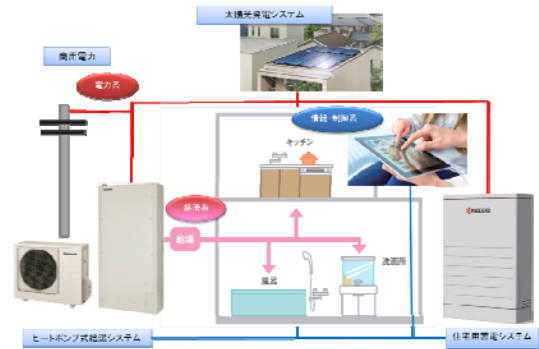 太陽光発電システム
商用電力
電力系
情報・制御系
キッチン
給湯系
給湯
風呂
洗面所
KYOCERA
ヒートポンプ式給湯システム
住宅用蓄電システム